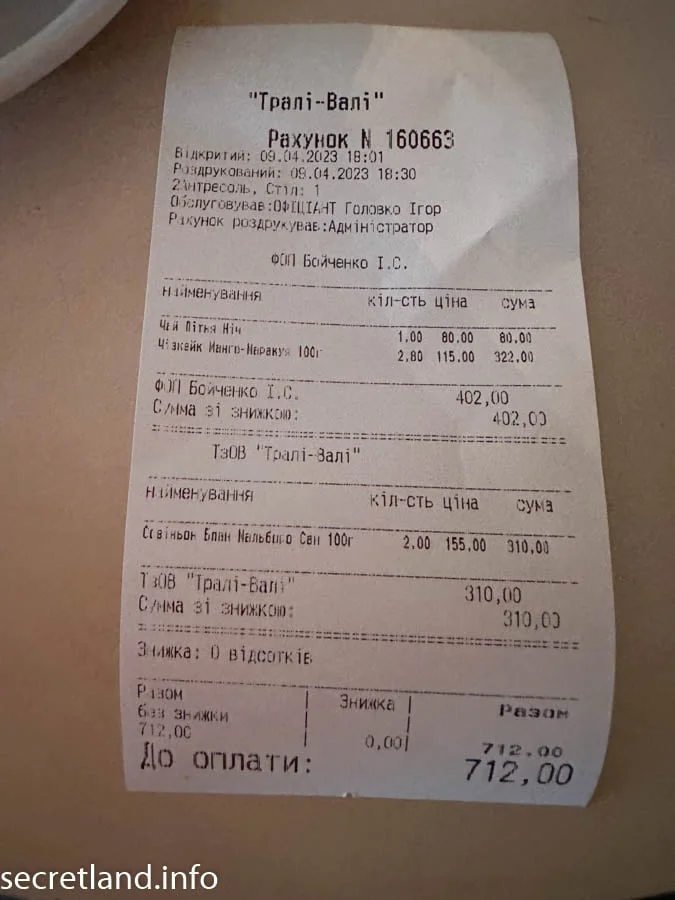 "Тралі-Валі"
Рахунок N 160663
Відкритий: 09.04.2023 18:01
Роздрукований: 09.04.2023 18:30
2Антресоль, Стіл: 1
Обслуговував:ОФІЦІАНТ Головко Ігор
Рахунок роздрукував:Адміністратор
ФОП Бойченко І.С.
найменування кіл-сть ціна сума
Чай Літня Ніч 1.00 80.00 80.00
Чізкейк Манго-Маракуя 100г 2.80 115.00 322.00
ФОП Бойченко І.С. 402,00
Сумма зі знижкою: 402,00
ТзОВ "Тралі-Валі"
найменування кіл-сть ціна сума
Совіньон Блан Мальборо Сан 100г 2.00 155.00 310,00
ТзОВ "Тралі-Валі" 310,00
Сумма зі знижкою: 310,00
Знижка: 0 відсотків
Разом | Знижка | Разом
без знижки
712,00 | 0,00| 712.00
До оплати: 712,00
secretland.info